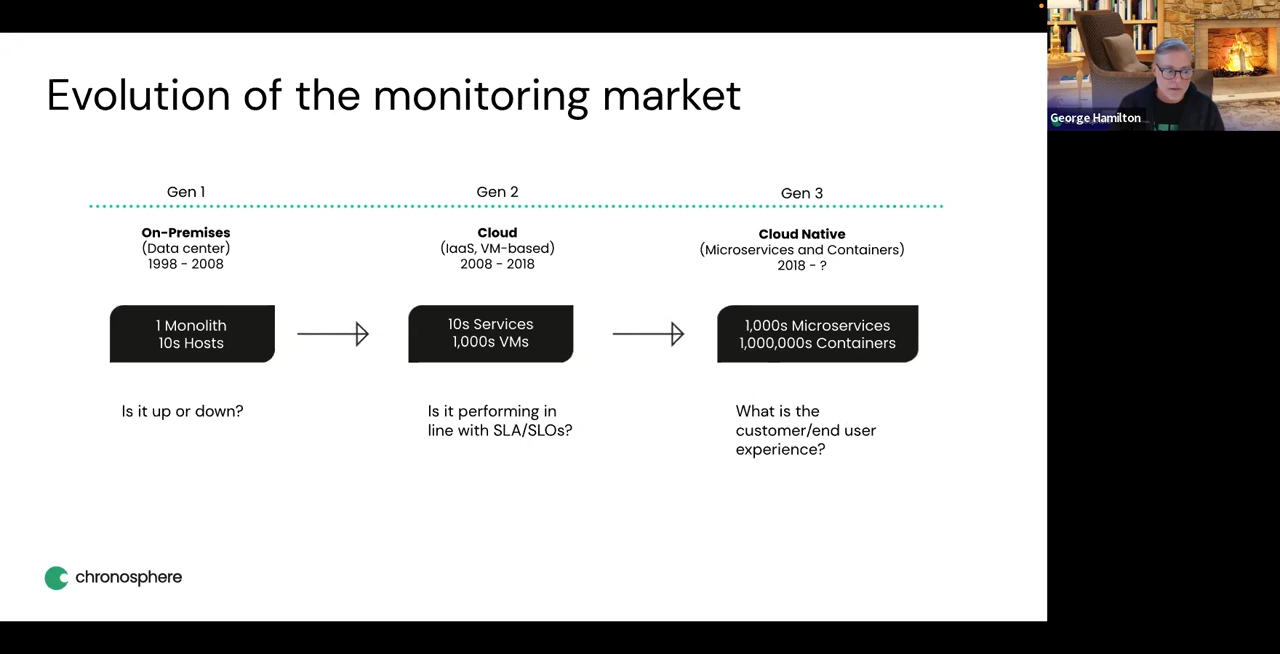 Evolution of the monitoring market
George Hamilton
Gen 1
Gen 2
Gen 3
On-Premises
(Data center)
1998 - 2008
Cloud
(IaaS, VM-based)
2008 - 2018
Cloud Native
(Microservices and Containers)
2018 - ?
1 Monolith
10s Hosts
10s Services
1,000s VMs
1,000s Microservices
1,000,000s Containers
Is it up or down?
Is it performing in
line with SLA/SLOs?
What is the
customer/end user
experience?
chronosphere